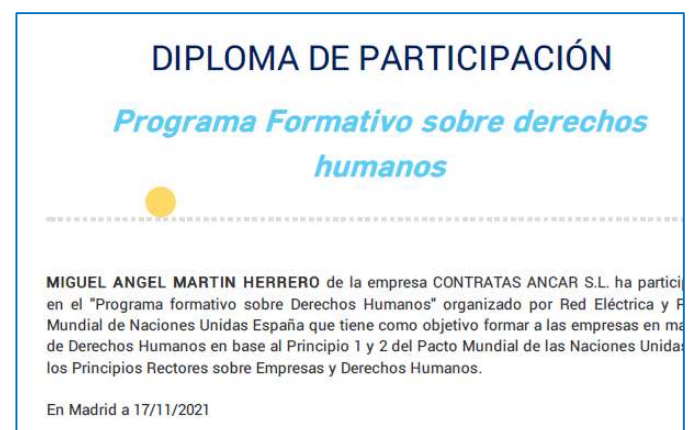 DIPLOMA DE PARTICIPACIÓN
Programa Formativo sobre derechos
humanos
MIGUEL ANGEL MARTIN HERRERO de la empresa CONTRATAS ANCAR S.L. ha
en el "Programa formativo sobre Derechos Humanos" organizado por Red Eléctrica y
Mundial de Naciones Unidas España que tiene como objetivo formar a las empresas en
de Derechos Humanos en base al Principio 1 y 2 del Pacto Mundial de las Naciones
los Principios Rectores sobre Empresas y Derechos Humanos.
En Madrid a 17/11/2021